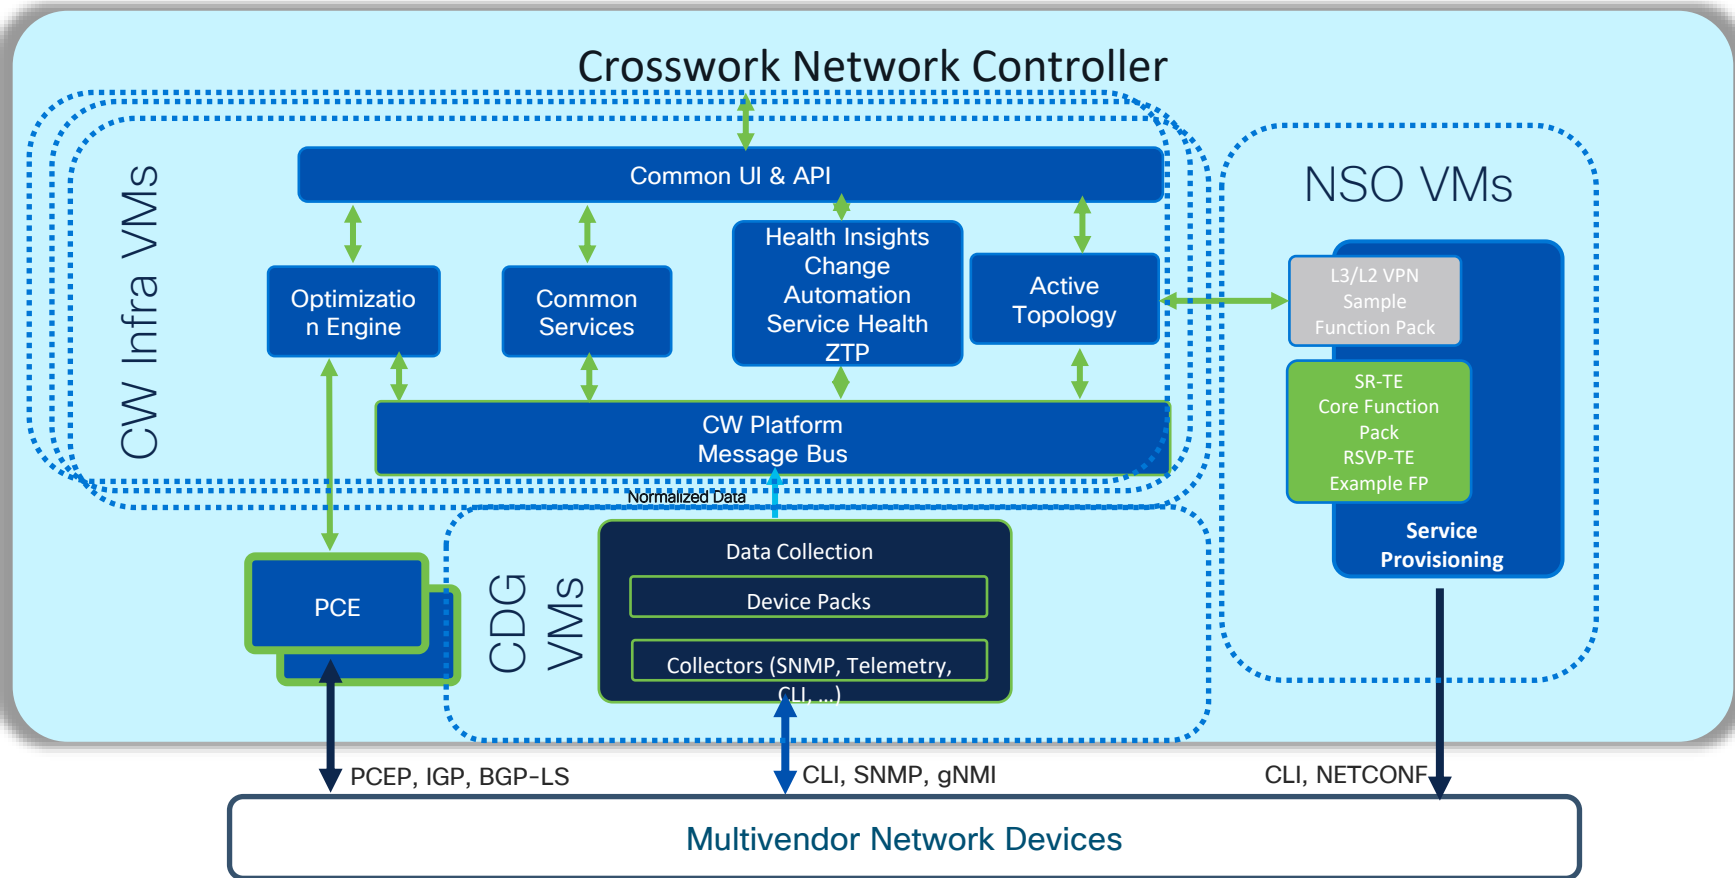 Crosswork Network Controller
CW Infra VMs
Common UI & API
Optimizatio
n Engine
Common
Services
Health Insights
Change
Automation
Service Health
ZTP
Active
Topology
CW Platform
Message Bus
Normalized Data
NSO VMs
L3/L2 VPN
Sample
Function Pack
SR-TE
Core Function
Pack
RSVP-TE
Example FP
Service
Provisioning
PCE
CDG
VMs
Data Collection
Device Packs
Collectors (SNMP, Telemetry,
CLI, ...)
PCEP, IGP, BGP-LS
CLI, SNMP, gNMI
CLI, NETCONF
Multivendor Network Devices